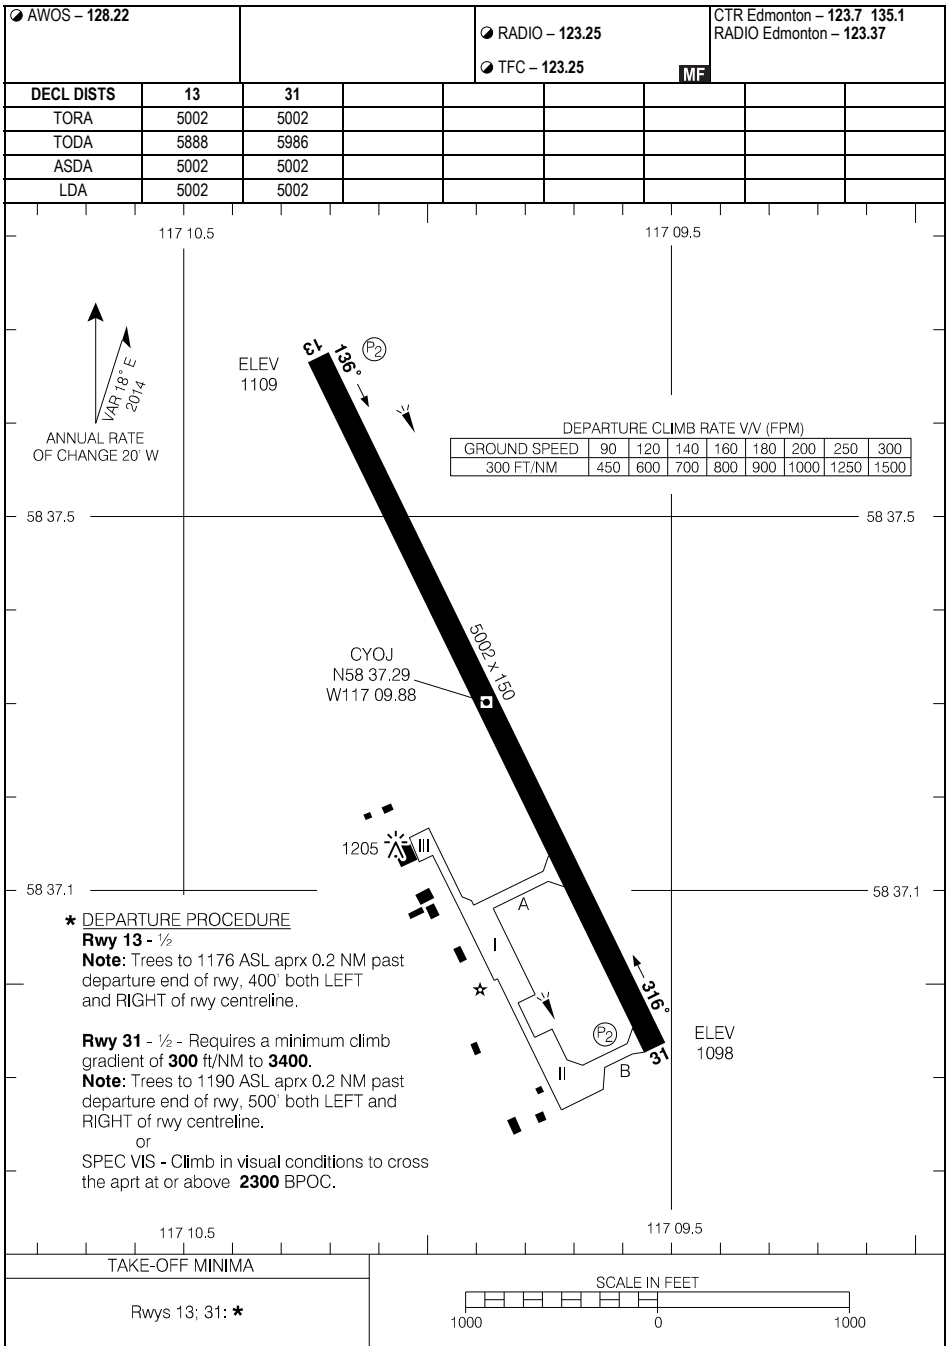 AWOS – 128.22
RADIO – 123.25
TFC – 123.25
MF
CTR Edmonton – 123.7 135.1
RADIO Edmonton – 123.37
DECL DISTS 13 31
TORA 5002 5002
TODA 5888 5986
ASDA 5002 5002
LDA 5002 5002
117 10.5 117 09.5
VAR 18° E
2014
ANNUAL RATE
OF CHANGE 20' W
ELEV
1109
13
136°
P2
DEPARTURE CLIMB RATE V/V (FPM)
GROUND SPEED 90 120 140 160 180 200 250 300
300 FT/NM 450 600 700 800 900 1000 1250 1500
58 37.5 58 37.5
5002 x 150
CYOJ
N58 37.29
W117 09.88
1205
III
58 37.1 58 37.1
A
I
* DEPARTURE PROCEDURE
Rwy 13 - ½
Note: Trees to 1176 ASL aprx 0.2 NM past
departure end of rwy, 400' both LEFT
and RIGHT of rwy centreline.
Rwy 31 - ½ - Requires a minimum climb
gradient of 300 ft/NM to 3400.
Note: Trees to 1190 ASL aprx 0.2 NM past
departure end of rwy, 500' both LEFT and
RIGHT of rwy centreline.
or
SPEC VIS - Climb in visual conditions to cross
the aprt at or above 2300 BPOC.
316°
P2
31
ELEV
1098
II
B
117 10.5 117 09.5
TAKE-OFF MINIMA
Rwys 13; 31: *
SCALE IN FEET
1000 0 1000